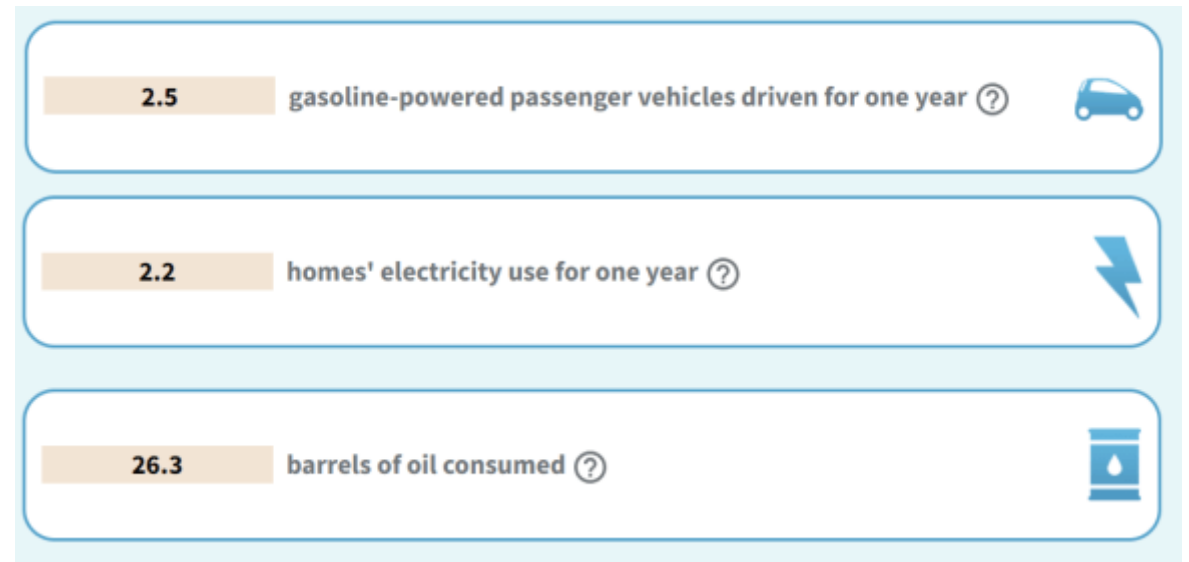 2.5 gasoline-powered passenger vehicles driven for one year ?
2.2 homes' electricity use for one year ?
26.3 barrels of oil consumed ?